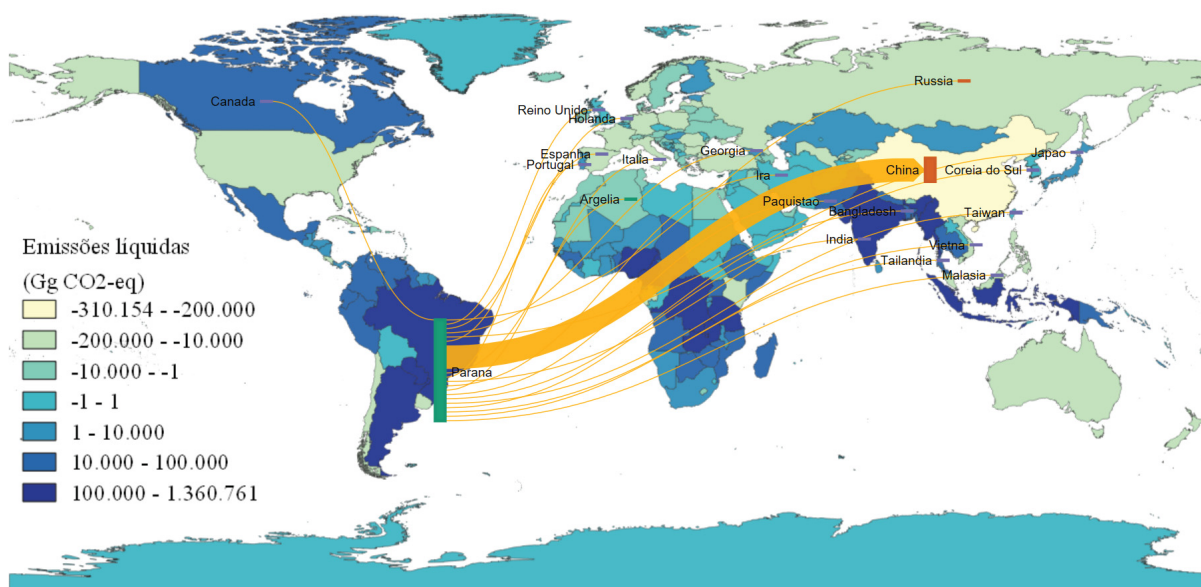 Canada
Russia
Reino Unido
Holanda
Espanha
Portugal
Italia
Georgia
Ira
Argelia
China
Japao
Coreia do Sul
Paquistao
Bangladesh
Taiwan
India
Vietna
Tailandia
Malasia
Parana
Emissões líquidas
(Gg CO2-eq)
-310.154 - -200.000
-200.000 - -10.000
-10.000 - -1
-1 - 1
1 - 10.000
10.000 - 100.000
100.000 - 1.360.761